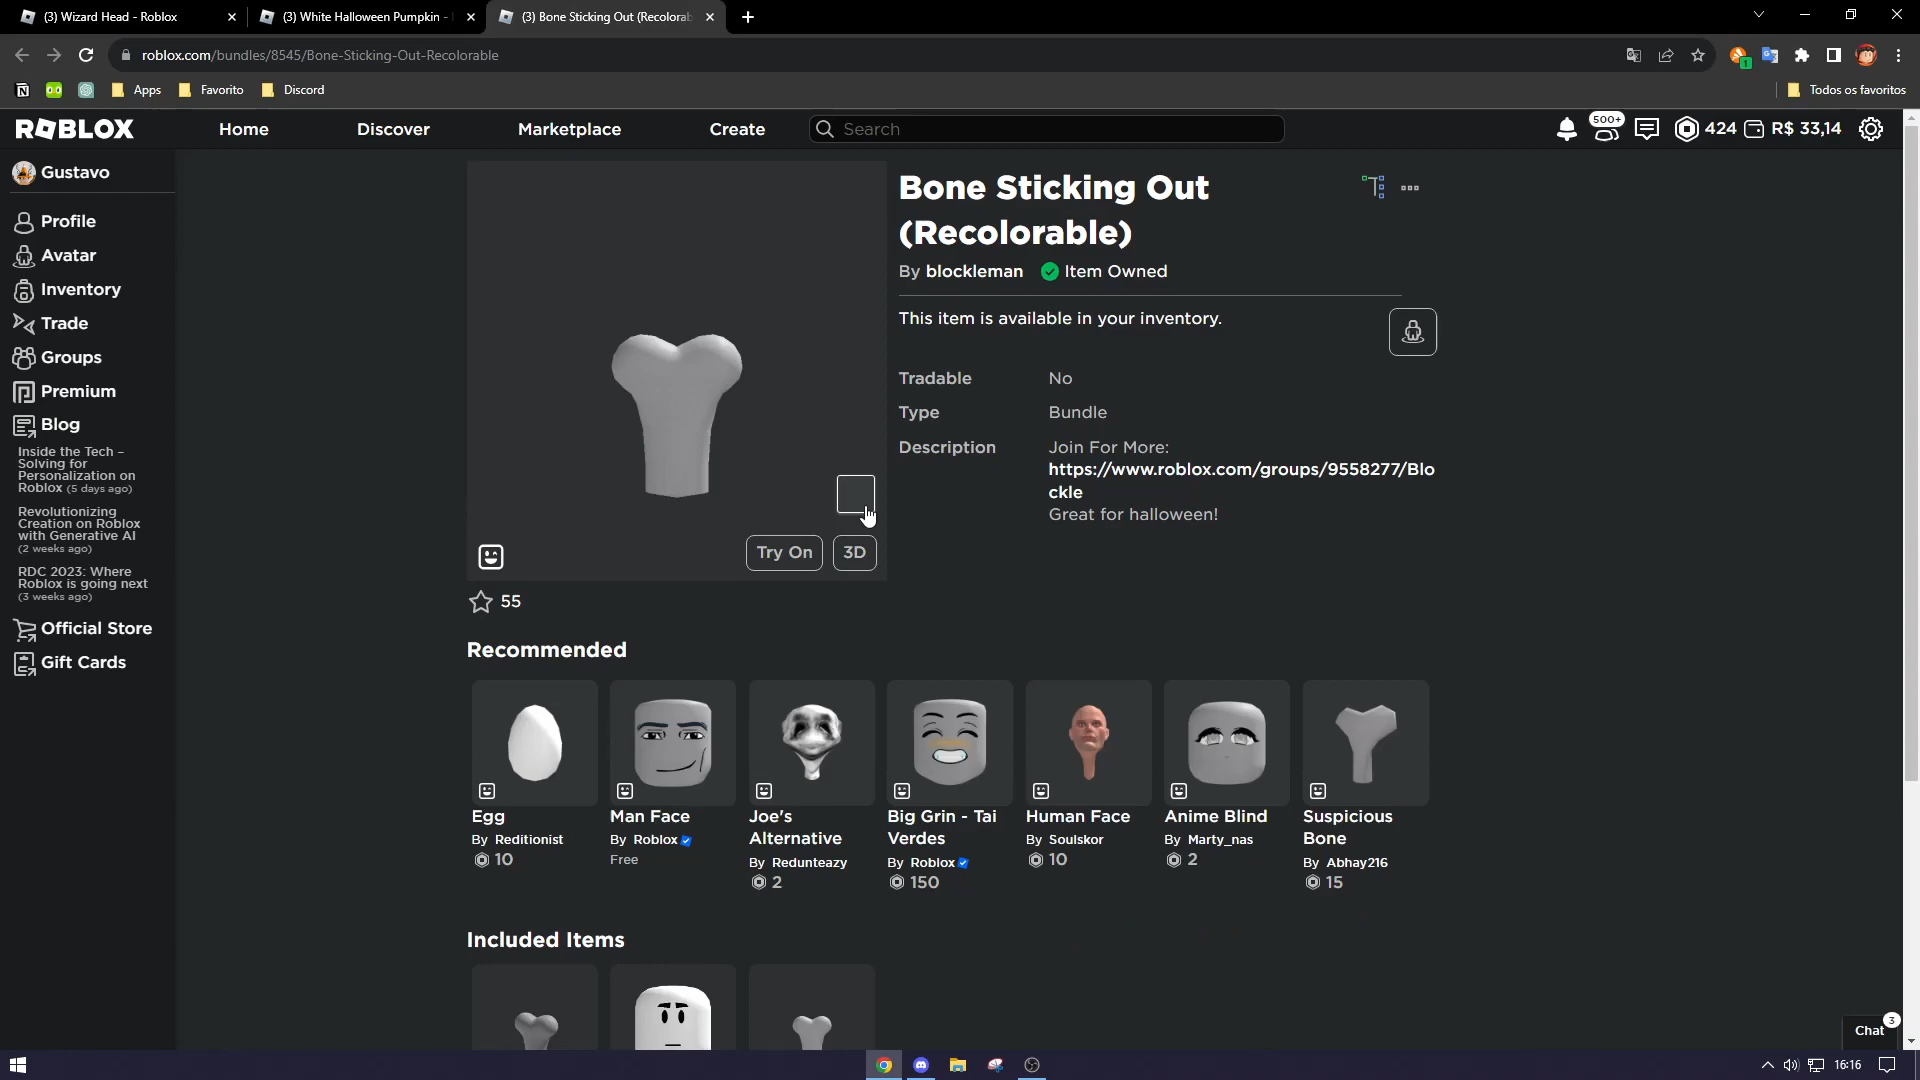 (3) Wizard Head - Roblox
(3) White Halloween Pumpkin -
(3) Bone Sticking Out (Recolorab
roblox.com/bundles/8545/Bone-Sticking-Out-Recolorable
1
Apps
Favorito
Discord
Todos os favoritos
ROBLOX
Home
Discover
Marketplace
Create
Search
500+
424
R$ 33,14
Gustavo
Profile
Avatar
Inventory
Trade
Groups
Premium
Blog
Inside the Tech –
Solving for
Personalization on
Roblox (5 days ago)
Revolutionizing
Creation on Roblox
with Generative AI
(2 weeks ago)
RDC 2023: Where
Roblox is going next
(3 weeks ago)
Official Store
Gift Cards
Try On
3D
55
Bone Sticking Out
(Recolorable)
By blockleman
Item Owned
This item is available in your inventory.
Tradable
No
Type
Bundle
Description
Join For More:
https://www.roblox.com/groups/9558277/Blo
ckle
Great for halloween!
Recommended
Egg
By Reditionist
10
Man Face
By Roblox
Free
Joe's
Alternative
By Redunteazy
2
Big Grin - Tai
Verdes
By Roblox
150
Human Face
By Soulskor
10
Anime Blind
By Marty_nas
2
Suspicious
Bone
By Abhay216
15
Included Items
Chat
3
16:16